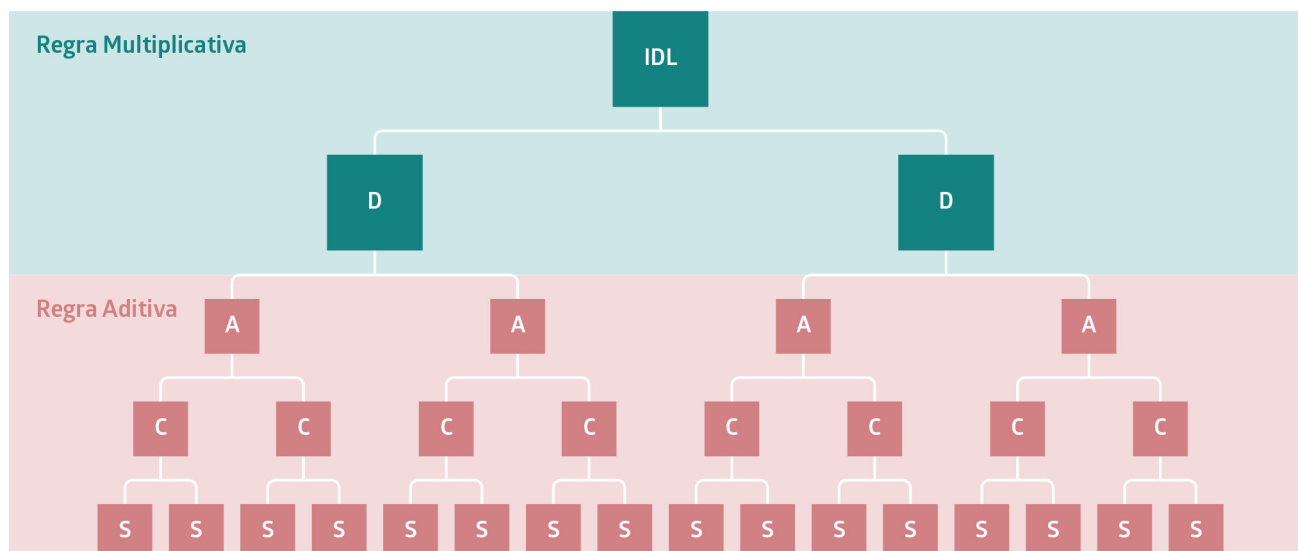 Regra Multiplicativa
IDL
D D
Regra Aditiva
A A A A
C C C C C C C C
S S S S S S S S S S S S S S S S